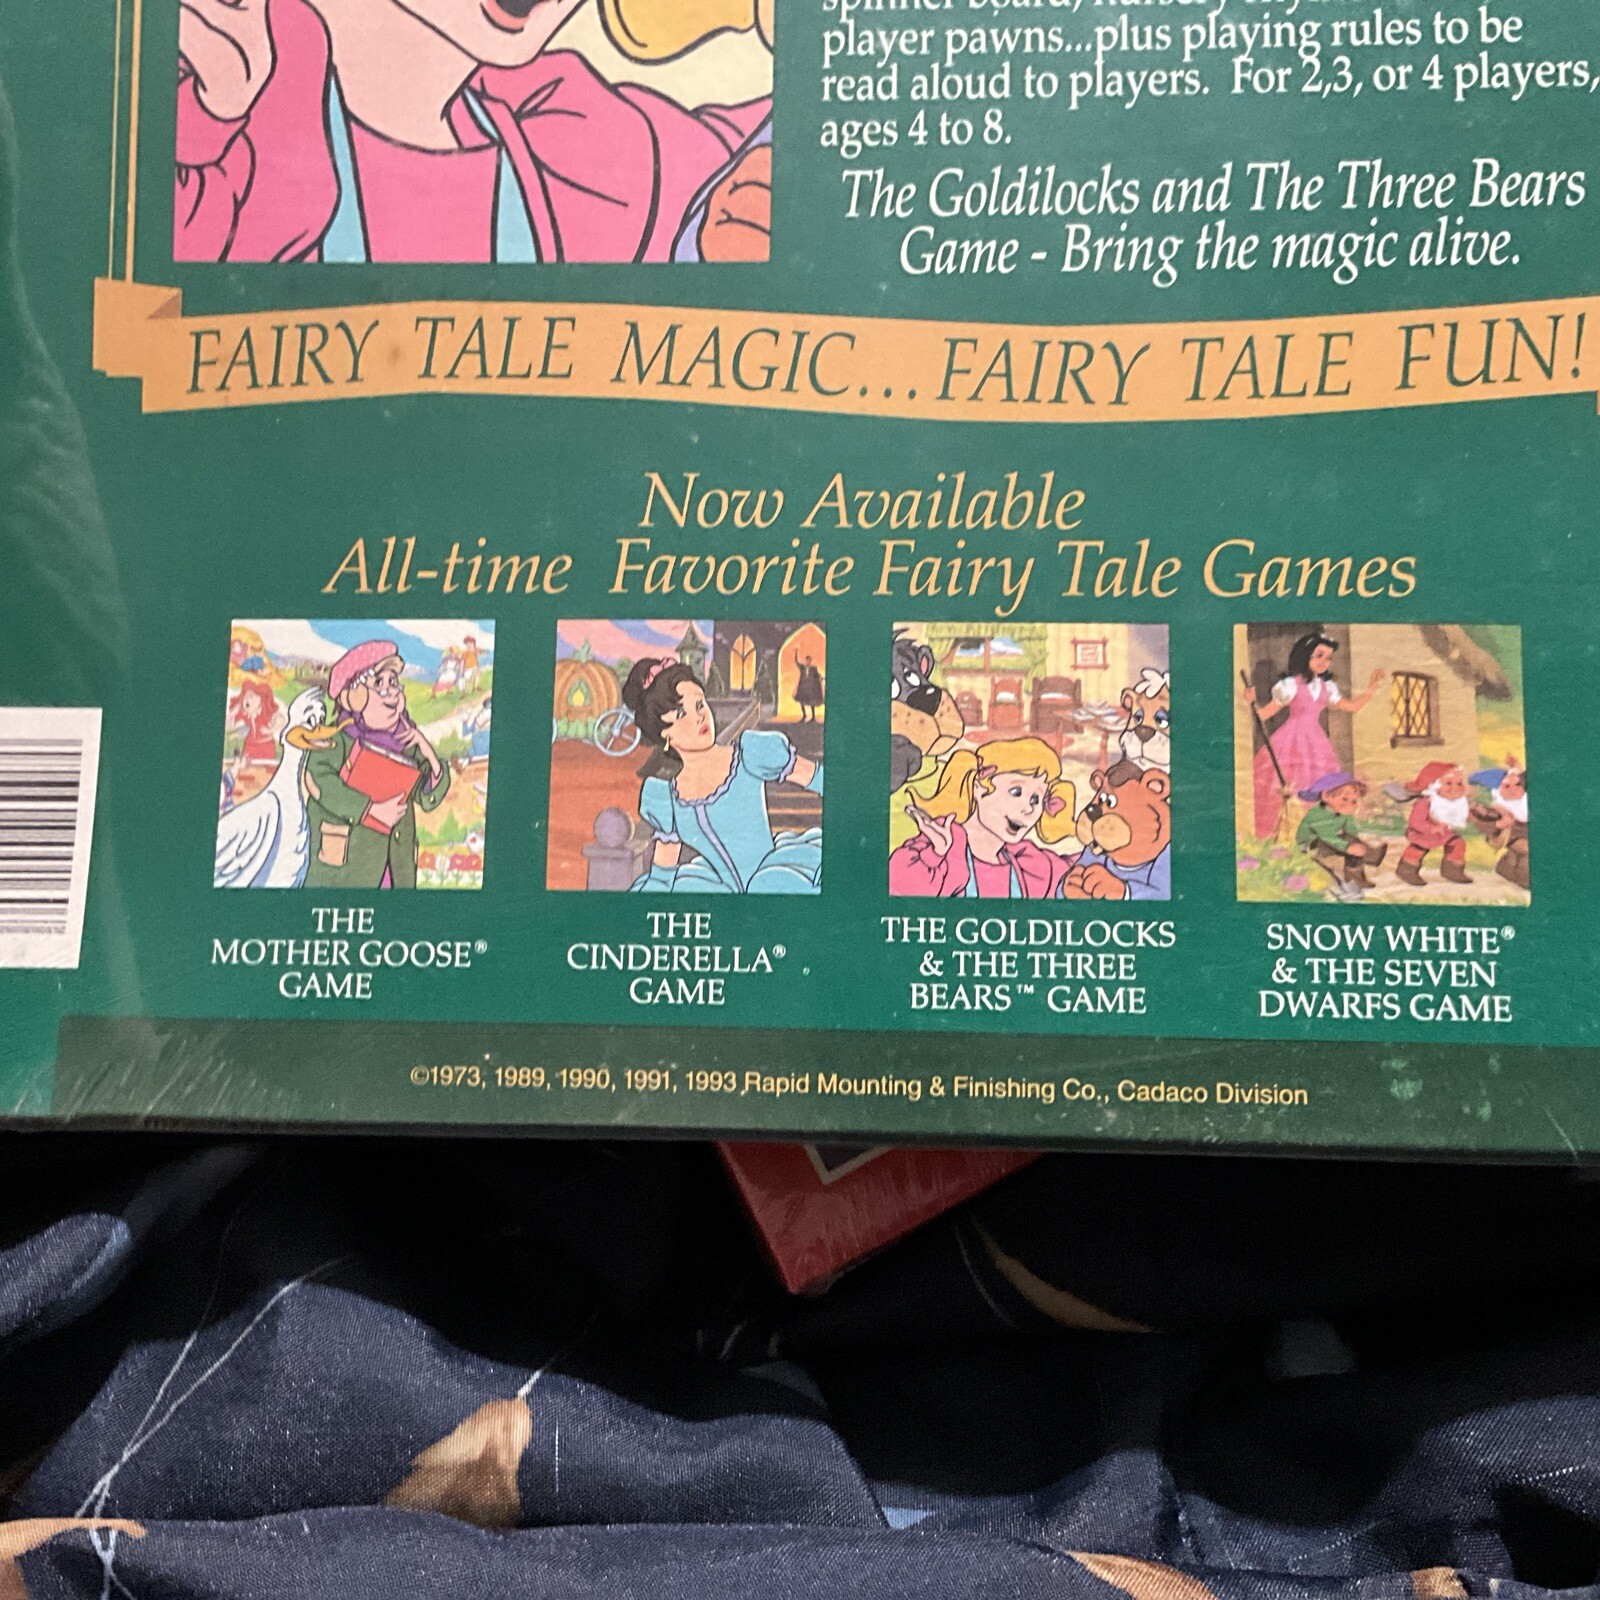 player pawns...plus playing rules to be
read aloud to players. For 2,3, or 4 players,
ages 4 to 8.
The Goldilocks and The Three Bears
Game - Bring the magic alive.
FAIRY TALE MAGIC... FAIRY TALE FUN!
Now Available
All-time Favorite Fairy Tale Games
THE
MOTHER GOOSE®
GAME
THE
CINDERELLA®
GAME
THE GOLDILOCKS
& THE THREE
BEARS™ GAME
SNOW WHITE®
& THE SEVEN
DWARFS GAME
©1973, 1989, 1990, 1991, 1993 Rapid Mounting & Finishing Co., Cadaco Division